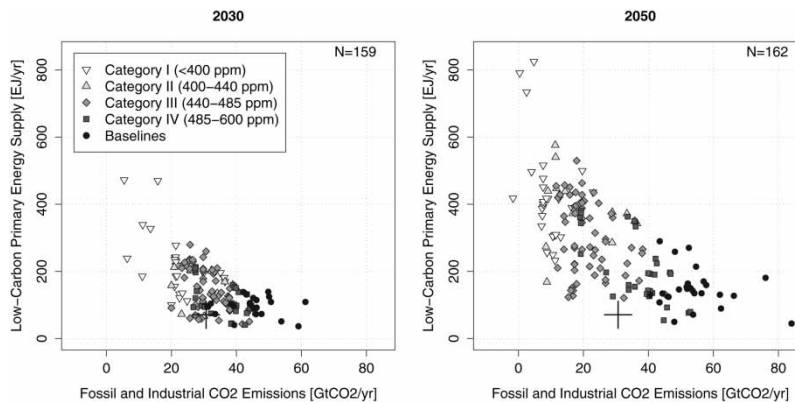 2030
2050
N=159
Category I (<400 ppm)
Category II (400−440 ppm)
Category III (440−485 ppm)
Category IV (485−600 ppm)
Baselines
Low−Carbon Primary Energy Supply [EJ/yr]
800
600
400
200
0
0 20 40 60 80
Fossil and Industrial CO2 Emissions [GtCO2/yr]
N=162
Low−Carbon Primary Energy Supply [EJ/yr]
800
600
400
200
0
0 20 40 60 80
Fossil and Industrial CO2 Emissions [GtCO2/yr]